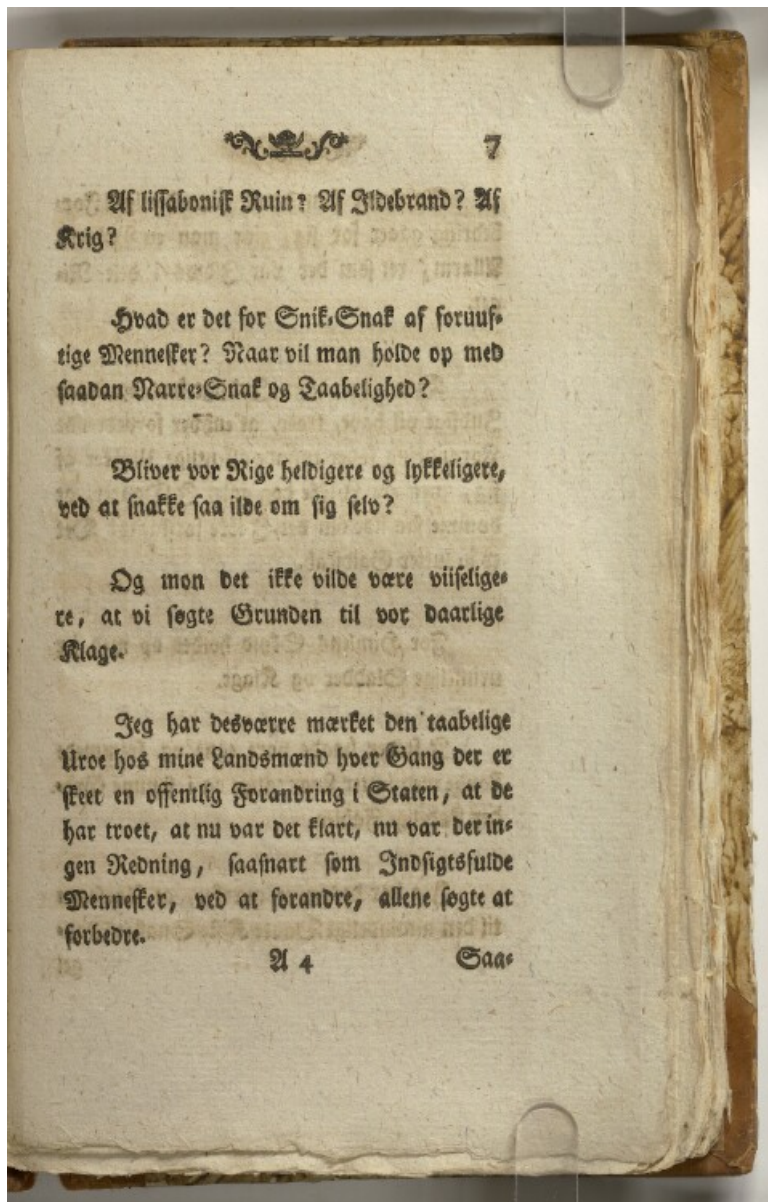 7
Af lissabonisk Ruin? Af Ildebrand? Af
Krig?
Hvad er det for Snik-Snak af foruuf-
tige Mennesker? Naar vil man holde op med
saadan Narre-Snak og Taabelighed?
Bliver vor Rige heldigere og lykkeligere,
ved at snakke saa ilde om sig selv?
Og mon det ikke vilde være viiselige-
re, at vi søgte Grunden til vor daarlige
Klage.
Jeg har desværre mærket den taabelige
Uroe hos mine Landsmænd hver Gang der er
skeet en offentlig Forandring i Staten, at de
har troet, at nu var det klart, nu var der in-
gen Redning, saasnart som Indsigtsfulde
Mennesker, ved at forandre, allene søgte at
forbedre.
A 4 Saa-